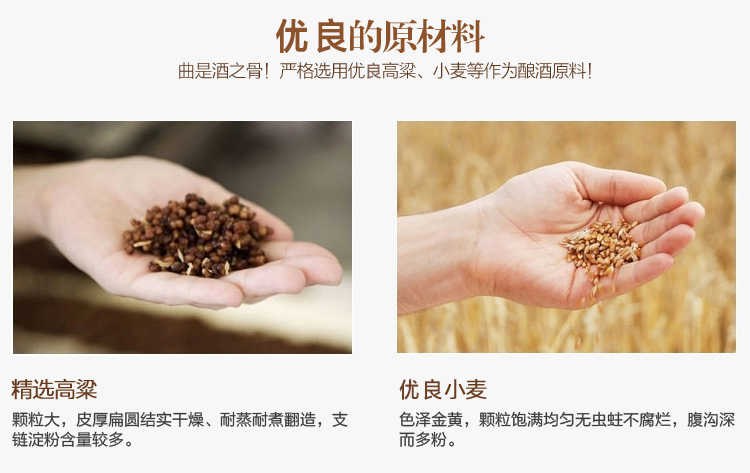 优良的原材料
曲是酒之骨！严格选用优良高粱、小麦等作为酿酒原料！
精选高粱
颗粒大，皮厚扁圆结实干燥、耐蒸耐煮翻造，支
链淀粉含量较多。
优良小麦
色泽金黄，颗粒饱满均匀无虫蛀不腐烂，腹沟深
而多粉。